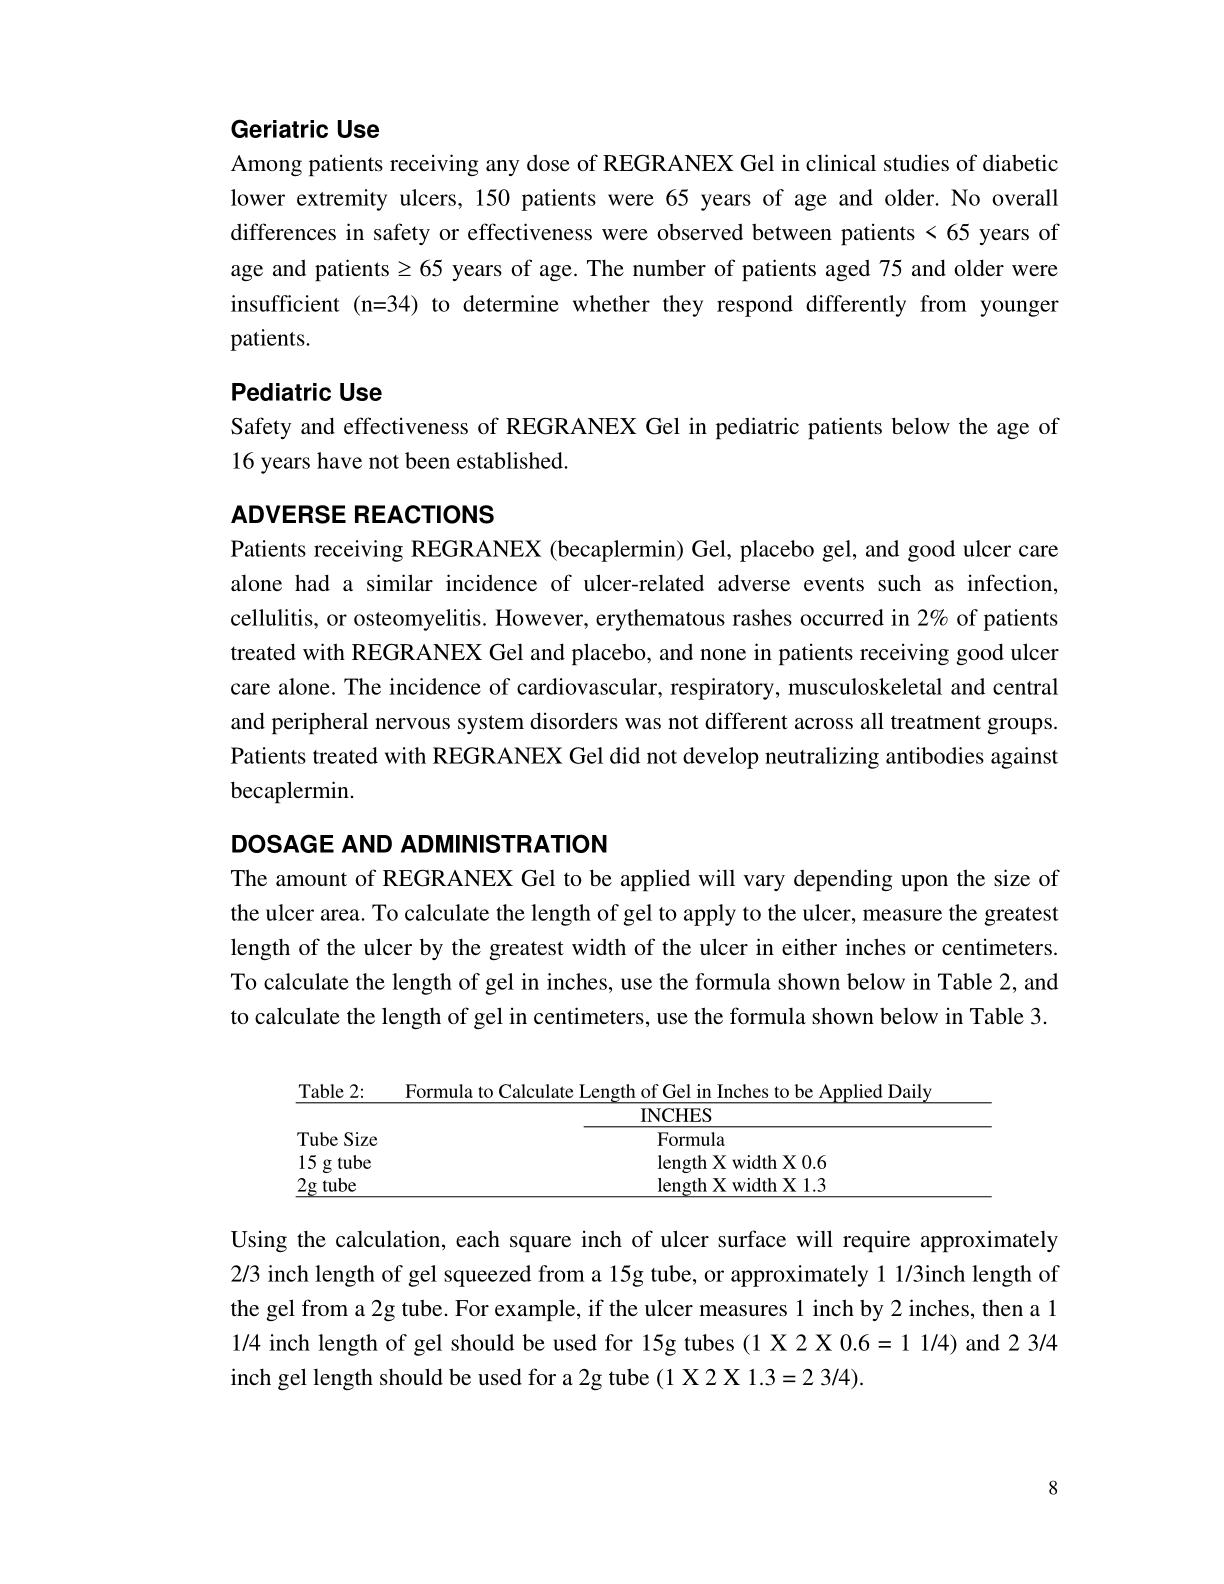 Geriatric Use
Among patients receiving any dose of REGRANEX Gel in clinical studies of diabetic
lower extremity ulcers, 150 patients were 65 years of age and older. No overall
differences in safety or effectiveness were observed between patients < 65 years of
age and patients ≥ 65 years of age. The number of patients aged 75 and older were
insufficient (n=34) to determine whether they respond differently from younger
patients.
Pediatric Use
Safety and effectiveness of REGRANEX Gel in pediatric patients below the age of
16 years have not been established.
ADVERSE REACTIONS
Patients receiving REGRANEX (becaplermin) Gel, placebo gel, and good ulcer care
alone had a similar incidence of ulcer-related adverse events such as infection,
cellulitis, or osteomyelitis. However, erythematous rashes occurred in 2% of patients
treated with REGRANEX Gel and placebo, and none in patients receiving good ulcer
care alone. The incidence of cardiovascular, respiratory, musculoskeletal and central
and peripheral nervous system disorders was not different across all treatment groups.
Patients treated with REGRANEX Gel did not develop neutralizing antibodies against
becaplermin.
DOSAGE AND ADMINISTRATION
The amount of REGRANEX Gel to be applied will vary depending upon the size of
the ulcer area. To calculate the length of gel to apply to the ulcer, measure the greatest
length of the ulcer by the greatest width of the ulcer in either inches or centimeters.
To calculate the length of gel in inches, use the formula shown below in Table 2, and
to calculate the length of gel in centimeters, use the formula shown below in Table 3.
Table 2: Formula to Calculate Length of Gel in Inches to be Applied Daily
INCHES
Tube Size Formula
15 g tube length X width X 0.6
2g tube length X width X 1.3
Using the calculation, each square inch of ulcer surface will require approximately
2/3 inch length of gel squeezed from a 15g tube, or approximately 1 1/3inch length of
the gel from a 2g tube. For example, if the ulcer measures 1 inch by 2 inches, then a 1
1/4 inch length of gel should be used for 15g tubes (1 X 2 X 0.6 = 1 1/4) and 2 3/4
inch gel length should be used for a 2g tube (1 X 2 X 1.3 = 2 3/4).
8